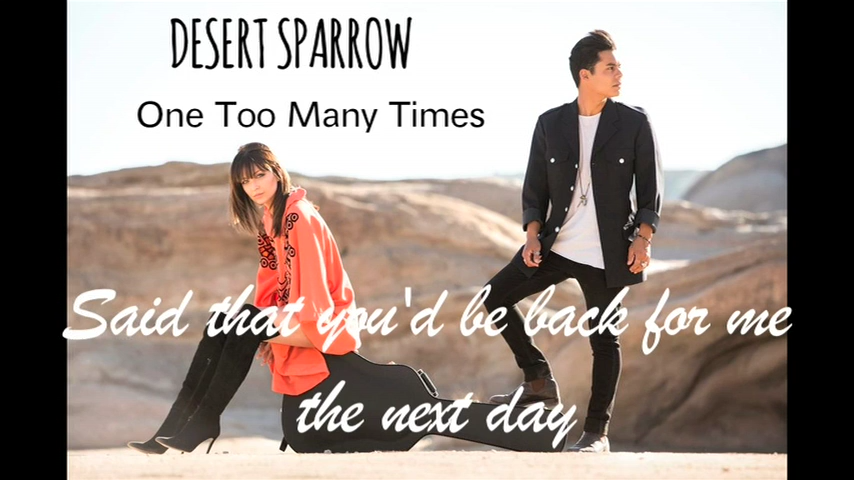 DESERT SPARROW
One Too Many Times
Said that you'd be back for me
the next day